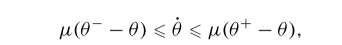 μ(θ⁻ − θ) ⩽ θ̇ ⩽ μ(θ⁺ − θ),